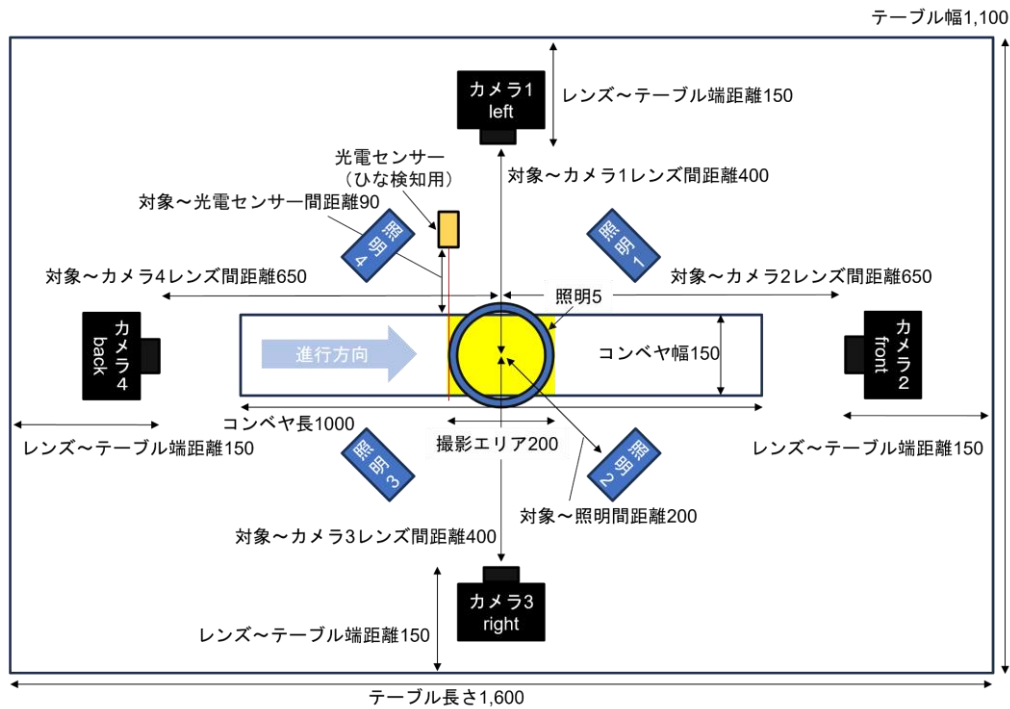 テーブル幅1,100
カメラ1
left
レンズ～テーブル端距離150
光電センサー
（ひな検知用）
対象～カメラ1レンズ間距離400
対象～光電センサー間距離90
照明4
照明1
対象～カメラ4レンズ間距離650
対象～カメラ2レンズ間距離650
照明5
カメラ4
back
進行方向
コンベヤ幅150
カメラ2
front
コンベヤ長1000
レンズ～テーブル端距離150
撮影エリア200
レンズ～テーブル端距離150
照明3
照明2
対象～照明間距離200
対象～カメラ3レンズ間距離400
カメラ3
right
レンズ～テーブル端距離150
テーブル長さ1,600